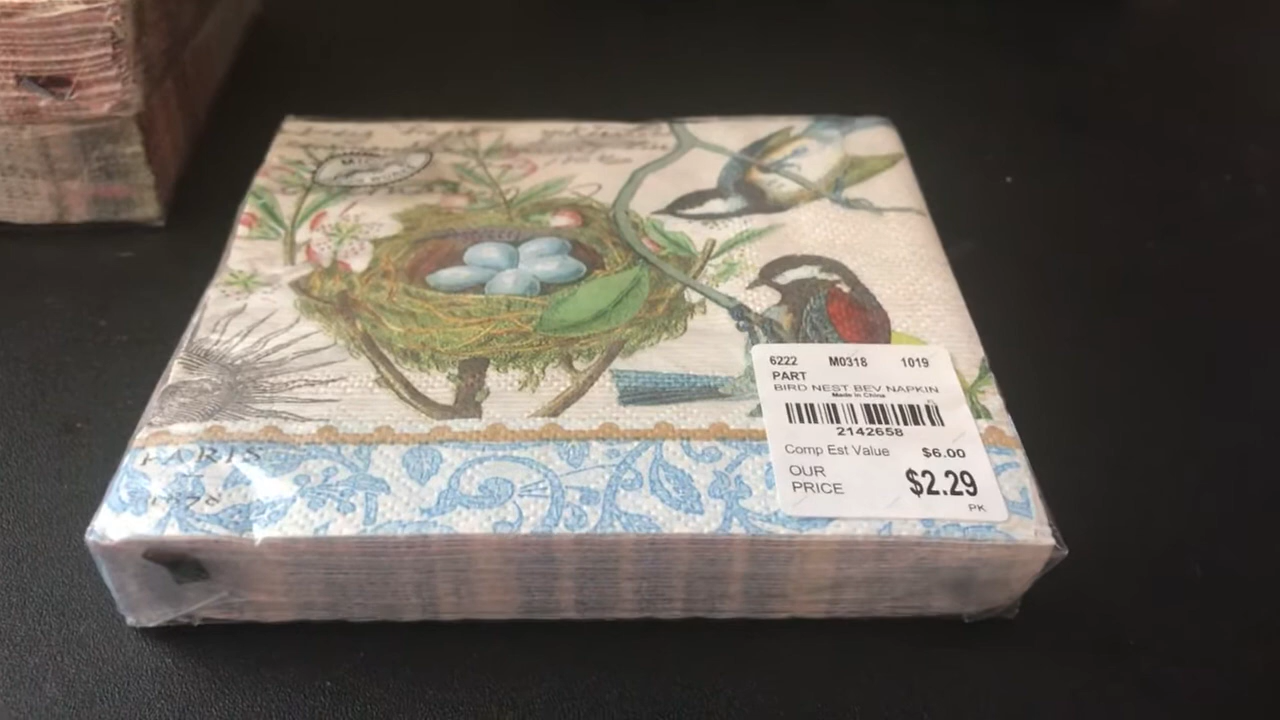 6222 M0318 1019
PART
BIRD NEST BEV NAPKIN
Made In China
2142658
Comp Est Value $6.00
OUR
PRICE $2.29
PK
PARIS